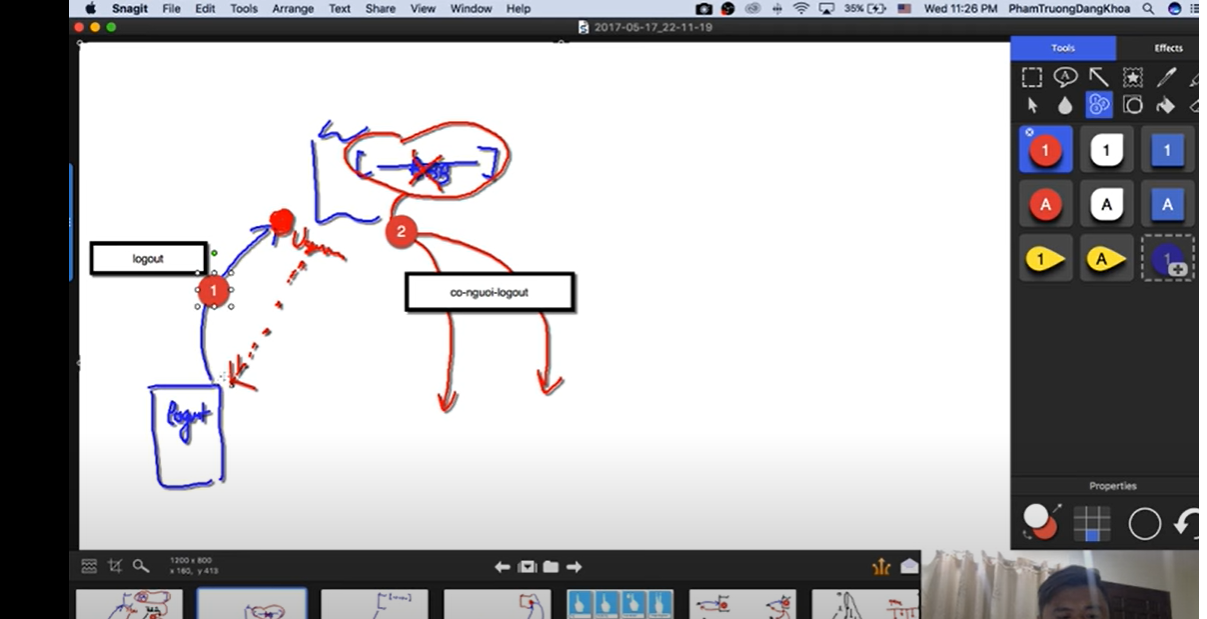 Snagit File Edit Tools Arrange Text Share View Window Help 35% Wed 11:26 PM PhamTruongDangKhoa
2017-05-17_22-11-19
Tools Effects
1 1 1
A A A
1 A 1
2
logout
1
co-nguoi-logout
logout
Properties
1200 x 800
x 160, y 413